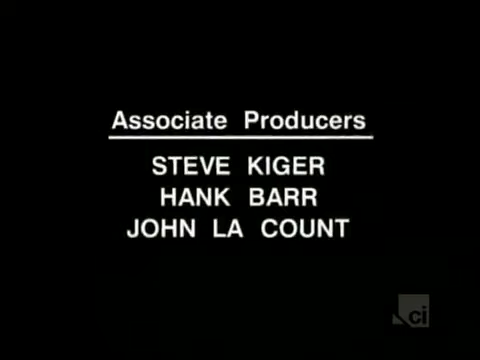 Associate Producers
STEVE KIGER
HANK BARR
JOHN LA COUNT
ci